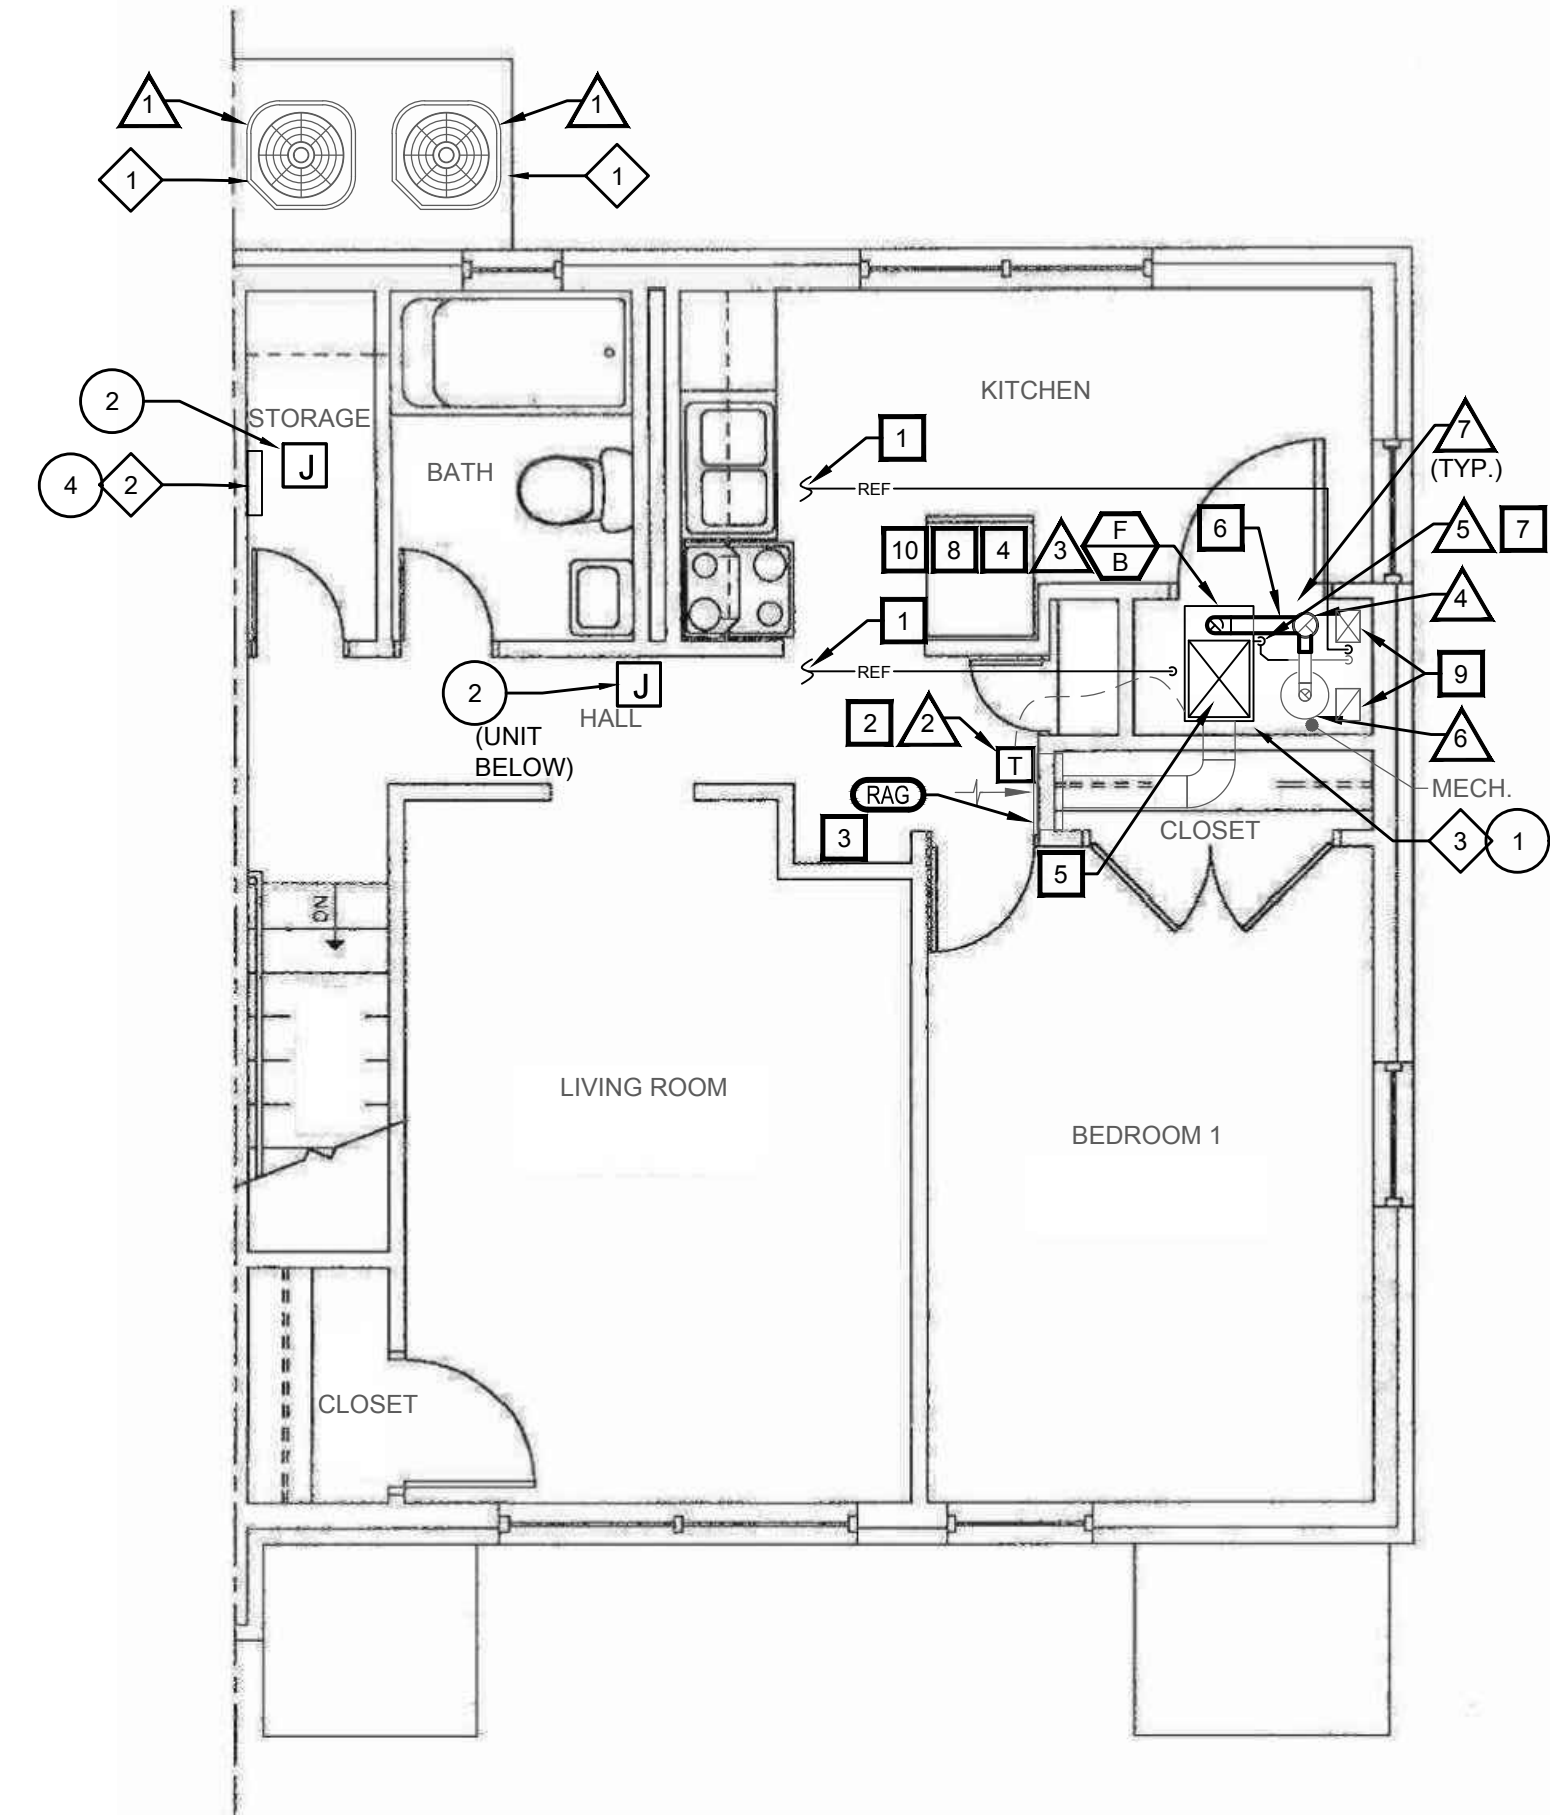 1
1
1
1
KITCHEN
2
STORAGE
J
1
7
(TYP.)
BATH
4
2
REF
10
8
4
3
F
B
6
5
7
4
1
REF
9
2
J
HALL
(UNIT
BELOW)
2
2
T
6
MECH.
RAG
3
CLOSET
3
1
5
DN
LIVING ROOM
BEDROOM 1
CLOSET